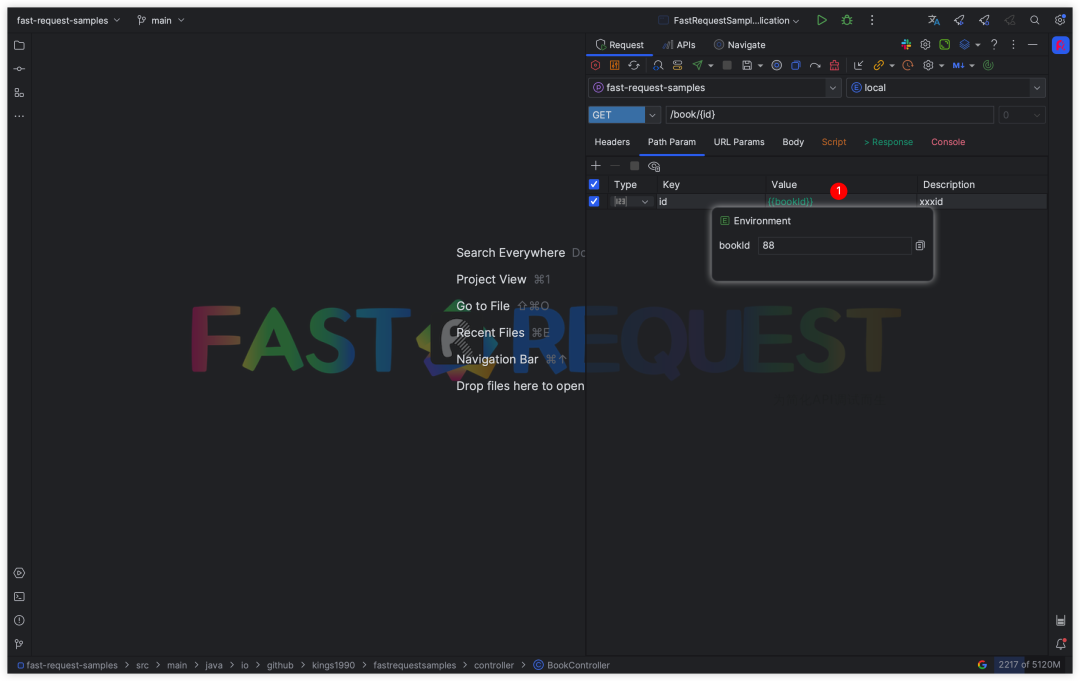 fast-request-samples main FastRequestSampl...lication
Request APIs Navigate
M↓
fast-request-samples local
GET /book/{id} 0
Headers Path Param URL Params Body Script > Response Console
Type Key Value Description
1
123 id {{bookId}} xxxid
Environment
bookId 88
Search Everywhere Do
Project View ⌘1
Go to File ⇧⌘O
Recent Files ⌘E
Navigation Bar ⌘↑
Drop files here to open
FAST REQUEST
fast-request-samples > src > main > java > io > github > kings1990 > fastrequestsamples > controller > BookController
2217 of 5120M